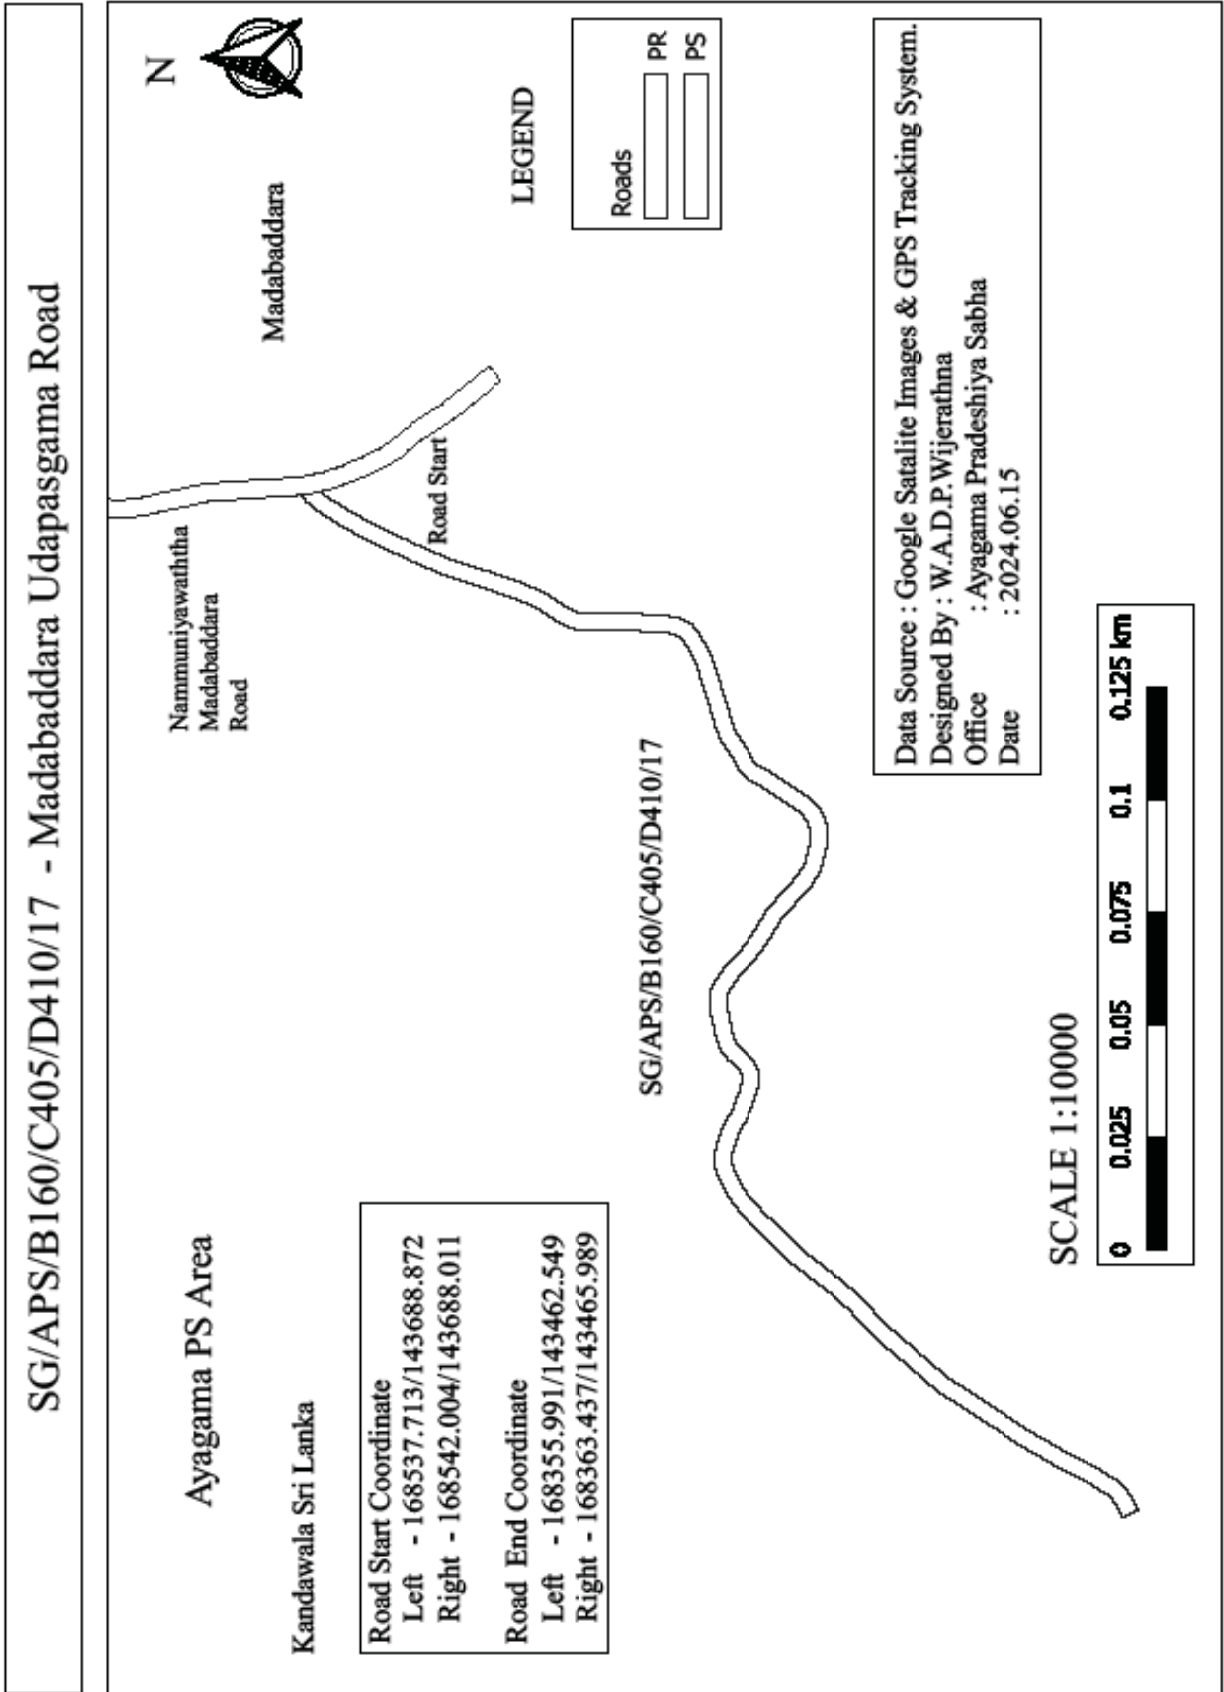 SG/APS/B160/C405/D410/17 - Madabaddara Udapasgama Road
N
Ayagama PS Area
Kandawala Sri Lanka
Nammuniyawaththa
Madabaddara
Road
Madabaddara
Road Start Coordinate
Left - 168537.713/143688.872
Right - 168542.004/143688.011
Road End Coordinate
Left - 168355.991/143462.549
Right - 168363.437/143465.989
Road Start
LEGEND
Roads
PR
PS
SG/APS/B160/C405/D410/17
Data Source : Google Satalite Images & GPS Tracking System.
Designed By : W.A.D.P.Wijerathna
Office : Ayagama Pradeshiya Sabha
Date : 2024.06.15
SCALE 1:10000
0 0.025 0.05 0.075 0.1 0.125 km